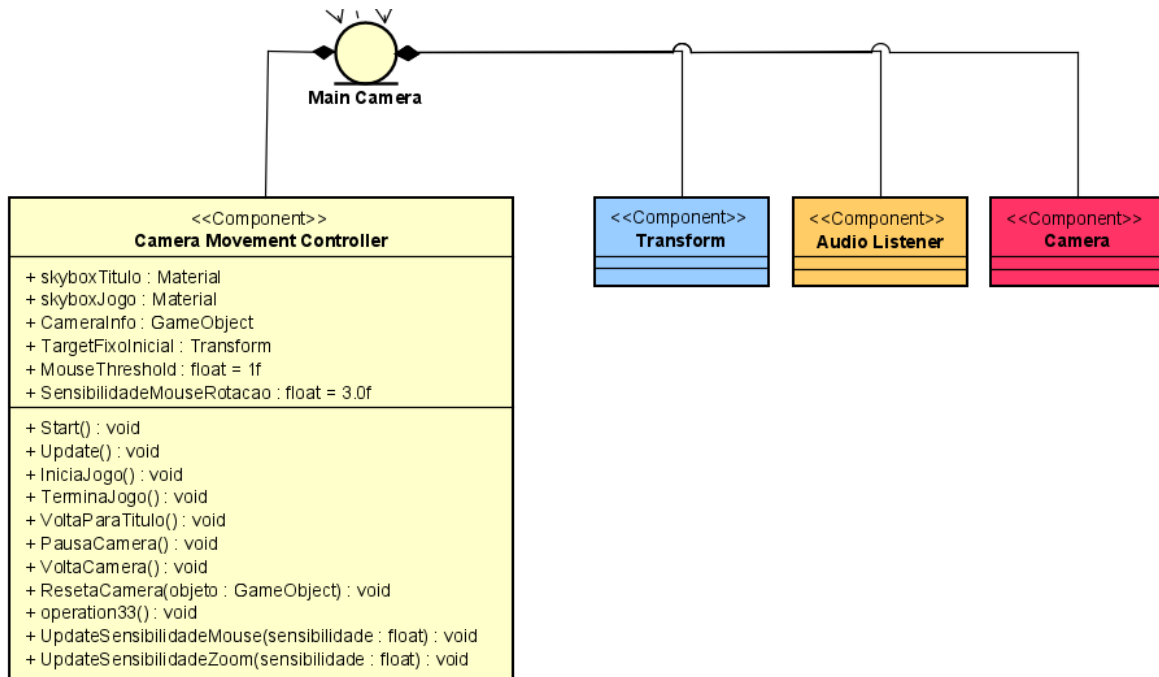 Main Camera
<<Component>>
Camera Movement Controller
+ skyboxTitulo : Material
+ skyboxJogo : Material
+ CameraInfo : GameObject
+ TargetFixoInicial : Transform
+ MouseThreshold : float = 1f
+ SensibilidadeMouseRotacao : float = 3.0f
+ Start() : void
+ Update() : void
+ IniciaJogo() : void
+ TerminaJogo() : void
+ VoltaParaTitulo() : void
+ PausaCamera() : void
+ VoltaCamera() : void
+ ResetaCamera(objeto : GameObject) : void
+ operation33() : void
+ UpdateSensibilidadeMouse(sensibilidade : float) : void
+ UpdateSensibilidadeZoom(sensibilidade : float) : void
<<Component>>
Transform
<<Component>>
Audio Listener
<<Component>>
Camera